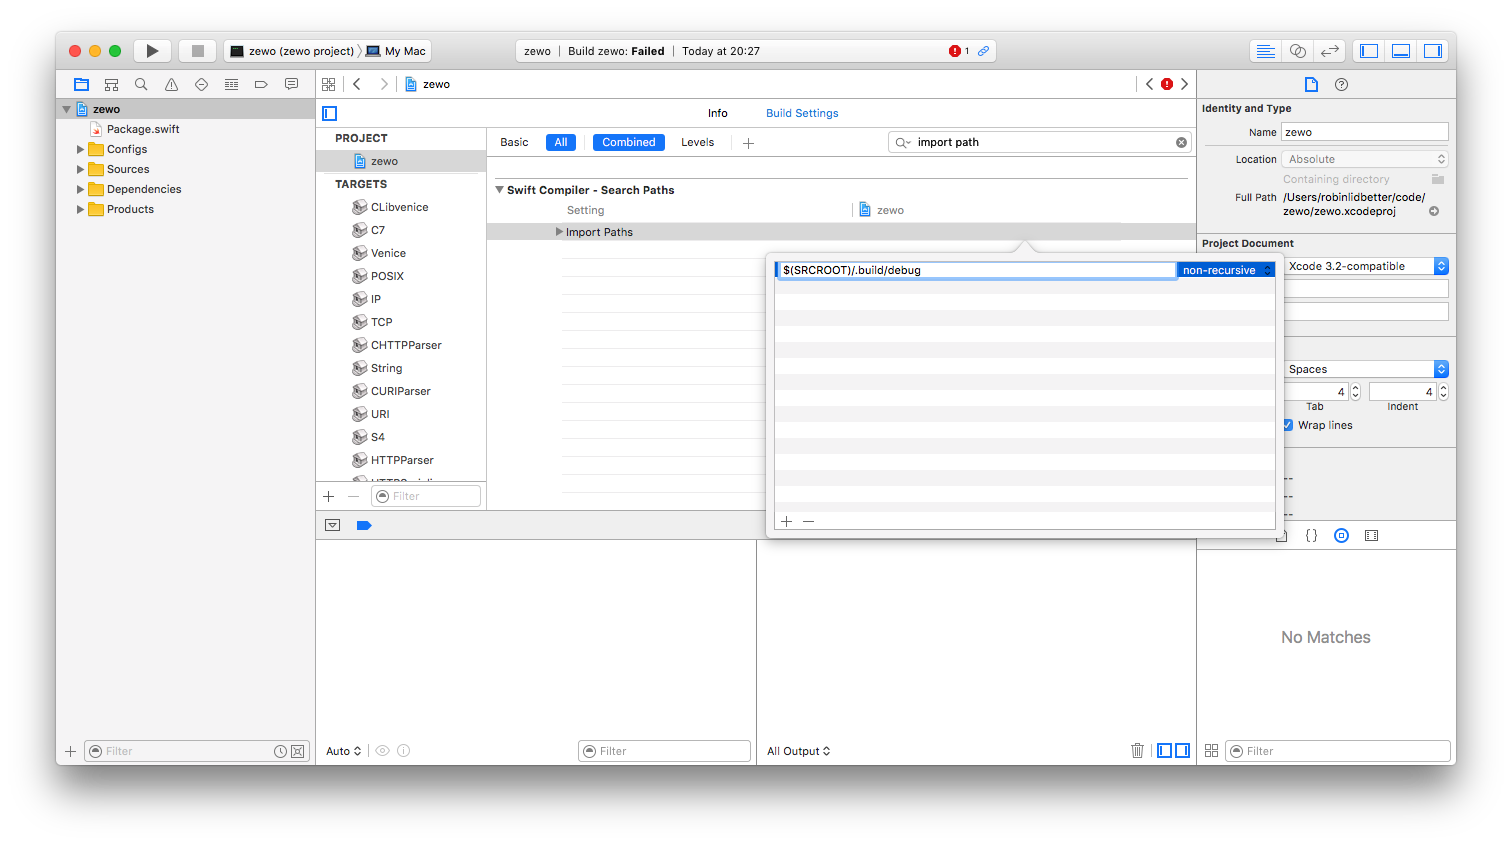 zewo (zewo project)
My Mac
zewo | Build zewo: Failed | Today at 20:27
1
zewo
zewo
Package.swift
Configs
Sources
Dependencies
Products
Filter
Info
Build Settings
PROJECT
zewo
TARGETS
CLibvenice
C7
Venice
POSIX
IP
TCP
CHTTPParser
String
CURIParser
URI
S4
HTTPParser
Filter
Basic
All
Combined
Levels
import path
Swift Compiler - Search Paths
Setting
zewo
Import Paths
$(SRCROOT)/.build/debug
non-recursive
Auto
Filter
All Output
Identity and Type
Name
zewo
Location
Absolute
Containing directory
Full Path
/Users/robinlidbetter/code/
zewo/zewo.xcodeproj
Project Document
Xcode 3.2-compatible
Spaces
4
4
Tab
Indent
Wrap lines
--
--
--
{ }
No Matches
Filter